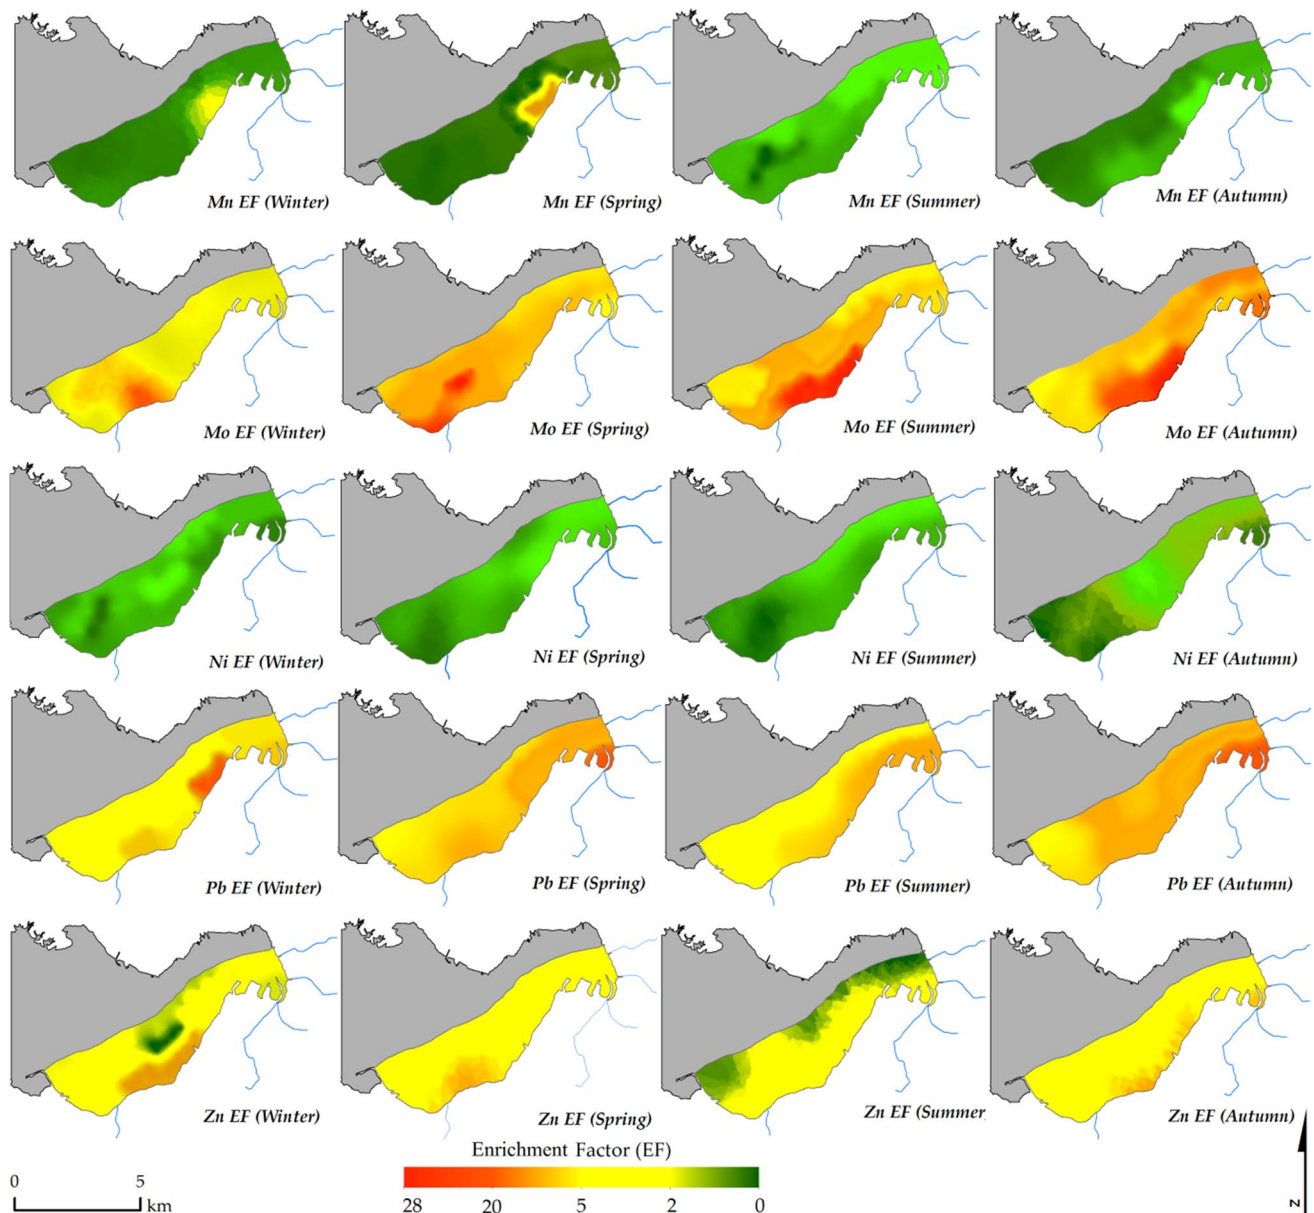 Mn EF (Winter)
Mn EF (Spring)
Mn EF (Summer)
Mn EF (Autumn)
Mo EF (Winter)
Mo EF (Spring)
Mo EF (Summer)
Mo EF (Autumn)
Ni EF (Winter)
Ni EF (Spring)
Ni EF (Summer)
Ni EF (Autumn)
Pb EF (Winter)
Pb EF (Spring)
Pb EF (Summer)
Pb EF (Autumn)
Zn EF (Winter)
Zn EF (Spring)
Zn EF (Summer
Zn EF (Autumn)
Enrichment Factor (EF)
28 20 5 2 0
0 5
km
N